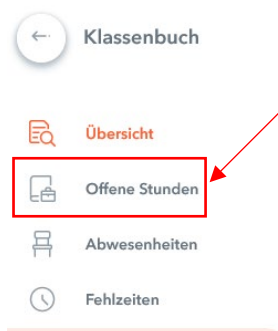 Klassenbuch
Übersicht
Offene Stunden
Abwesenheiten
Fehlzeiten